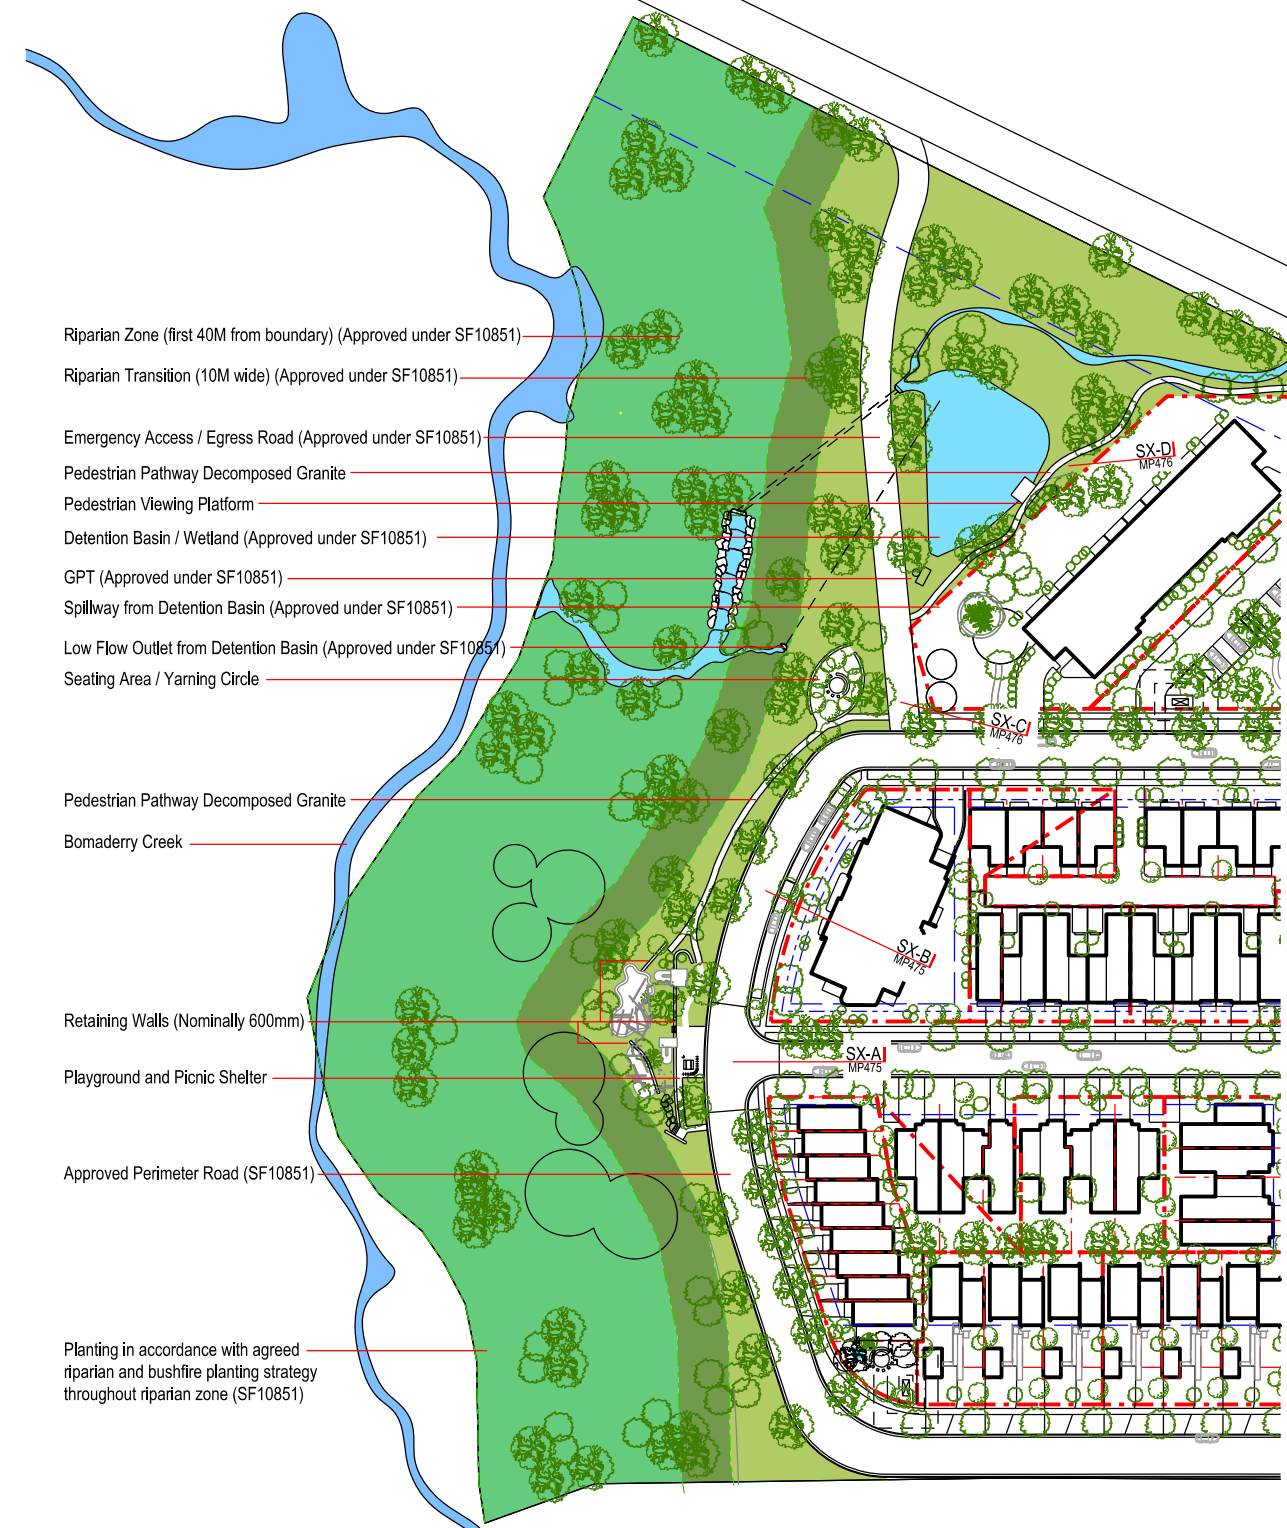 Riparian Zone (first 40M from boundary) (Approved under SF10851)
Riparian Transition (10M wide) (Approved under SF10851)
Emergency Access / Egress Road (Approved under SF10851)
Pedestrian Pathway Decomposed Granite
Pedestrian Viewing Platform
Detention Basin / Wetland (Approved under SF10851)
GPT (Approved under SF10851)
Spillway from Detention Basin (Approved under SF10851)
Low Flow Outlet from Detention Basin (Approved under SF10851)
Seating Area / Yarning Circle
Pedestrian Pathway Decomposed Granite
Bomaderry Creek
Retaining Walls (Nominally 600mm)
Playground and Picnic Shelter
Approved Perimeter Road (SF10851)
Planting in accordance with agreed
riparian and bushfire planting strategy
throughout riparian zone (SF10851)
SX-D
MP476
SX-C
MP476
SX-B
MP475
SX-A
MP475